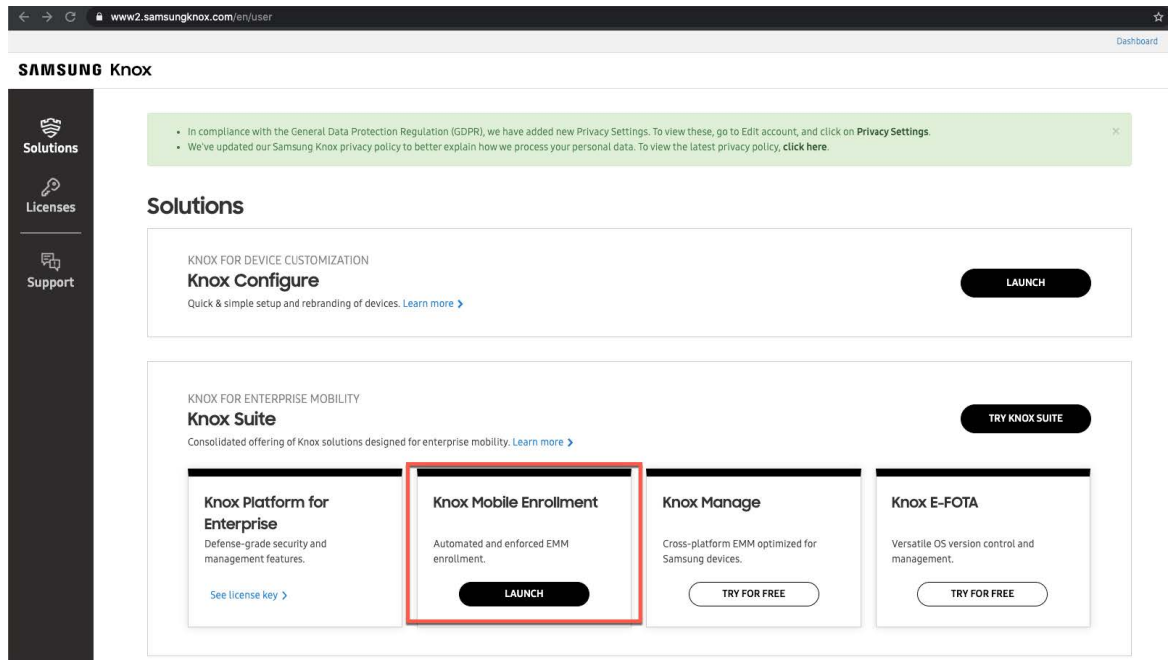 www2.samsungknox.com/en/user
Dashboard
SAMSUNG Knox
Solutions
Licenses
Support
• In compliance with the General Data Protection Regulation (GDPR), we have added new Privacy Settings. To view these, go to Edit account, and click on Privacy Settings.
• We've updated our Samsung Knox privacy policy to better explain how we process your personal data. To view the latest privacy policy, click here.
Solutions
KNOX FOR DEVICE CUSTOMIZATION
Knox Configure
Quick & simple setup and rebranding of devices. Learn more >
LAUNCH
KNOX FOR ENTERPRISE MOBILITY
Knox Suite
Consolidated offering of Knox solutions designed for enterprise mobility. Learn more >
TRY KNOX SUITE
Knox Platform for
Enterprise
Defense-grade security and
management features.
See license key >
Knox Mobile Enrollment
Automated and enforced EMM
enrollment.
LAUNCH
Knox Manage
Cross-platform EMM optimized for
Samsung devices.
TRY FOR FREE
Knox E-FOTA
Versatile OS version control and
management.
TRY FOR FREE